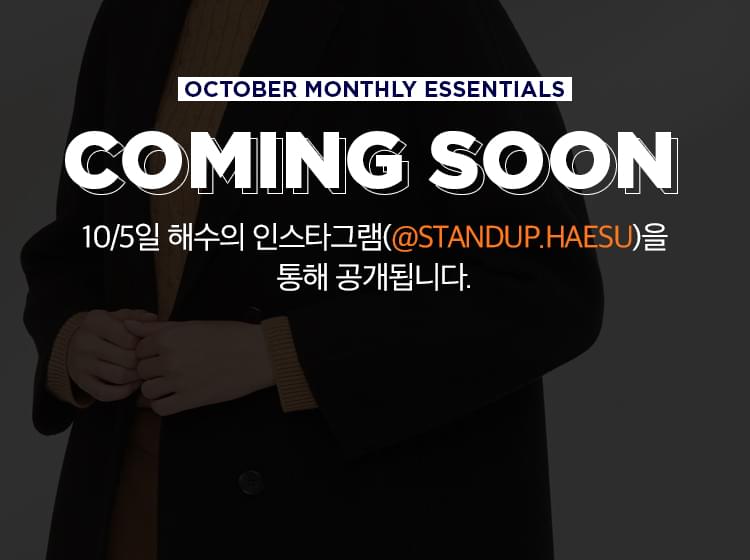 OCTOBER MONTHLY ESSENTIALS
COMING SOON
10/5일 해수의 인스타그램(@STANDUP.HAESU)을
통해 공개됩니다.